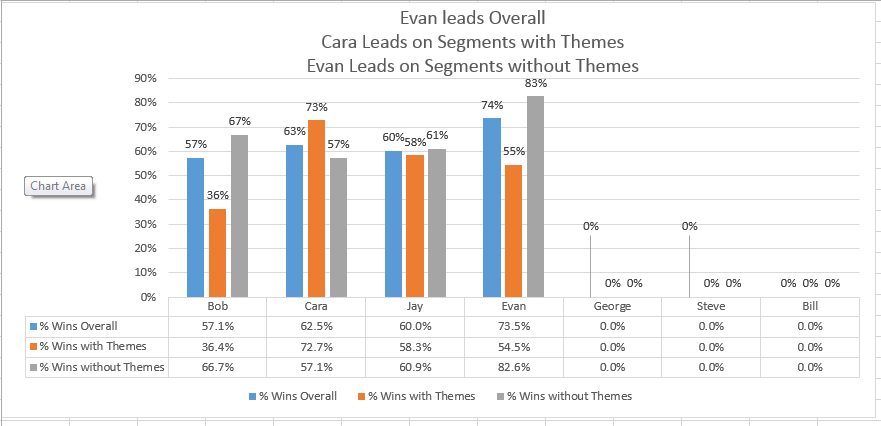 Evan leads Overall
Cara Leads on Segments with Themes
Evan Leads on Segments without Themes
90%
80%
70%
60%
50%
40%
30%
20%
10%
0%
57% 36% 67%
63% 73% 57%
60% 58% 61%
74% 55% 83%
0% 0% 0%
0% 0% 0%
0% 0% 0%
Chart Area
Bob Cara Jay Evan George Steve Bill
% Wins Overall 57.1% 62.5% 60.0% 73.5% 0.0% 0.0% 0.0%
% Wins with Themes 36.4% 72.7% 58.3% 54.5% 0.0% 0.0% 0.0%
% Wins without Themes 66.7% 57.1% 60.9% 82.6% 0.0% 0.0% 0.0%
% Wins Overall % Wins with Themes % Wins without Themes